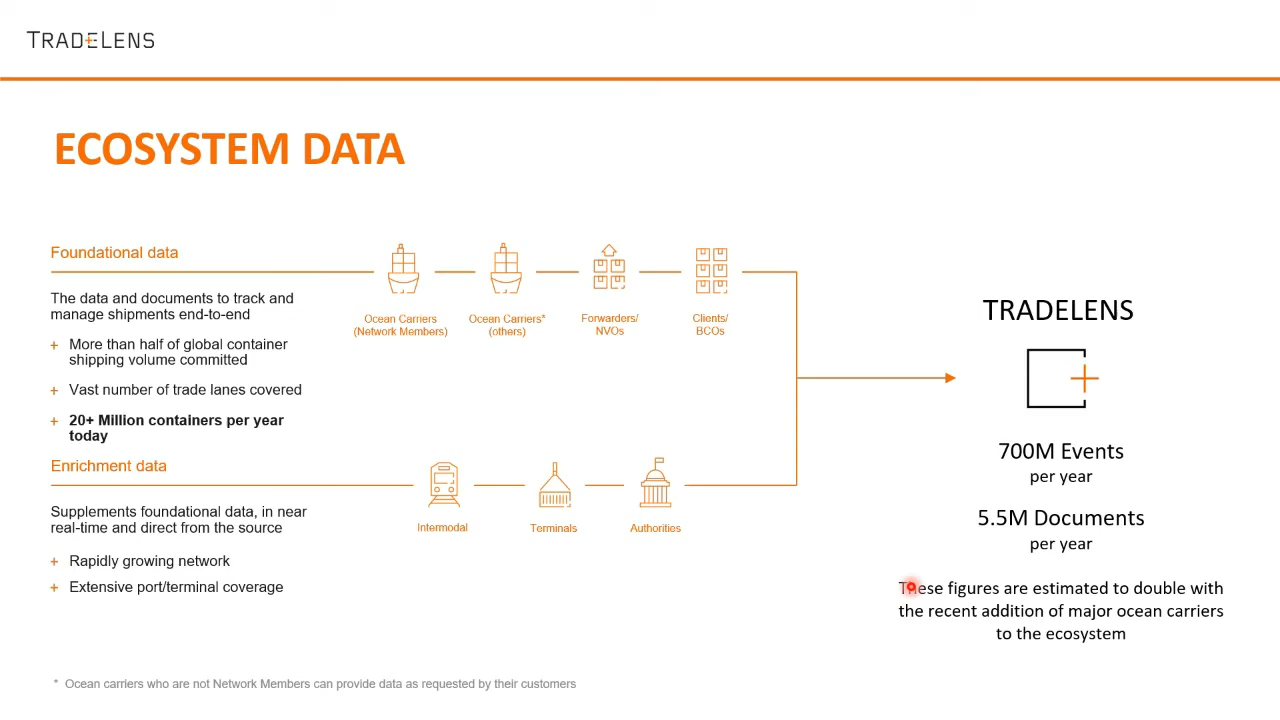 TRADELENS
ECOSYSTEM DATA
Foundational data
The data and documents to track and
manage shipments end-to-end
+ More than half of global container
shipping volume committed
+ Vast number of trade lanes covered
+ 20+ Million containers per year
today
Ocean Carriers
(Network Members)
Ocean Carriers*
(others)
Forwarders/
NVOs
Clients/
BCOs
Enrichment data
Supplements foundational data, in near
real-time and direct from the source
+ Rapidly growing network
+ Extensive port/terminal coverage
Intermodal
Terminals
Authorities
TRADELENS
700M Events
per year
5.5M Documents
per year
These figures are estimated to double with
the recent addition of major ocean carriers
to the ecosystem
* Ocean carriers who are not Network Members can provide data as requested by their customers